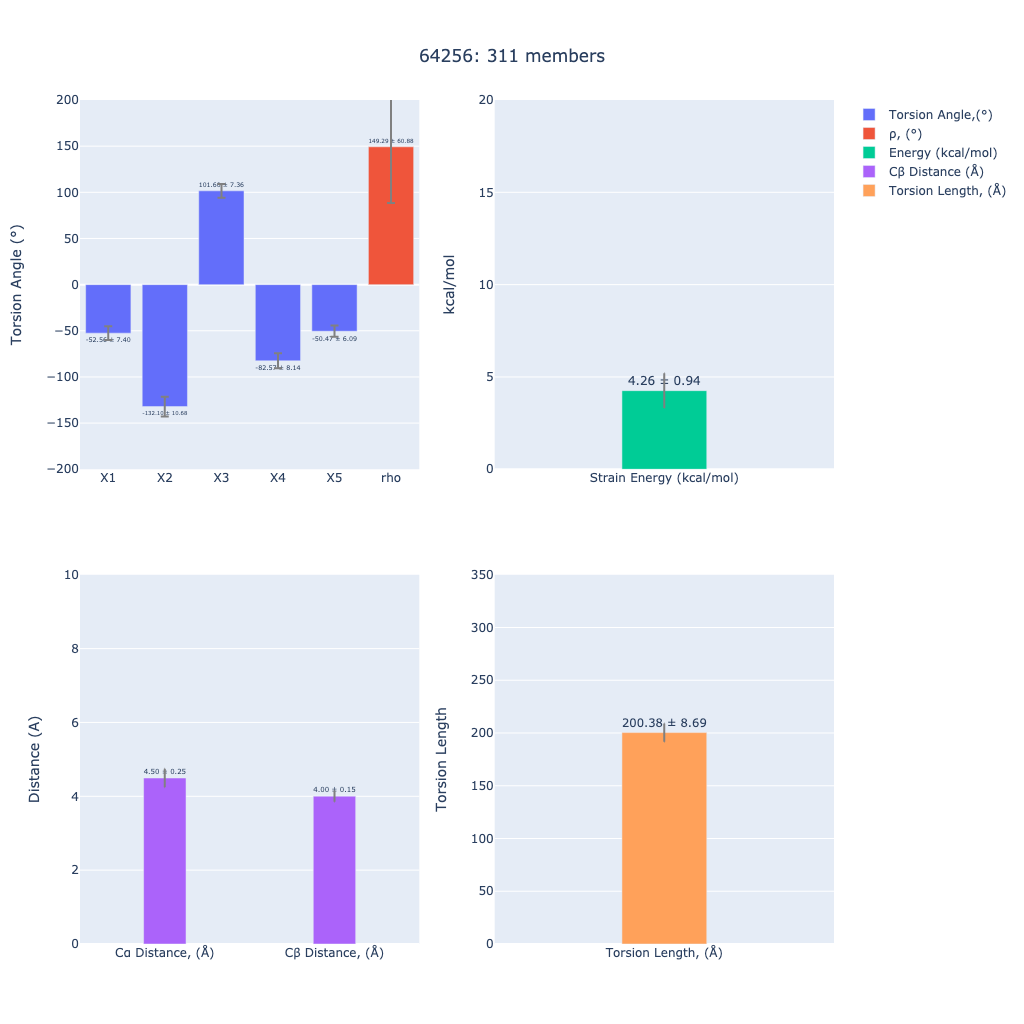 64256: 311 members
Torsion Angle (°)
200
150
100
50
0
−50
−100
−150
−200
149.29 ± 60.88
101.66 ± 7.36
-52.56 ± 7.40
-50.47 ± 6.09
-82.57 ± 8.14
-132.10 ± 10.68
X1 X2 X3 X4 X5 rho
kcal/mol
20
15
10
5
0
4.26 ± 0.94
Strain Energy (kcal/mol)
Torsion Angle,(°)
ρ, (°)
Energy (kcal/mol)
Cβ Distance (Å)
Torsion Length, (Å)
Distance (A)
10
8
6
4
2
0
4.50 ± 0.25
4.00 ± 0.15
Cα Distance, (Å) Cβ Distance, (Å)
Torsion Length
350
300
250
200
150
100
50
0
200.38 ± 8.69
Torsion Length, (Å)